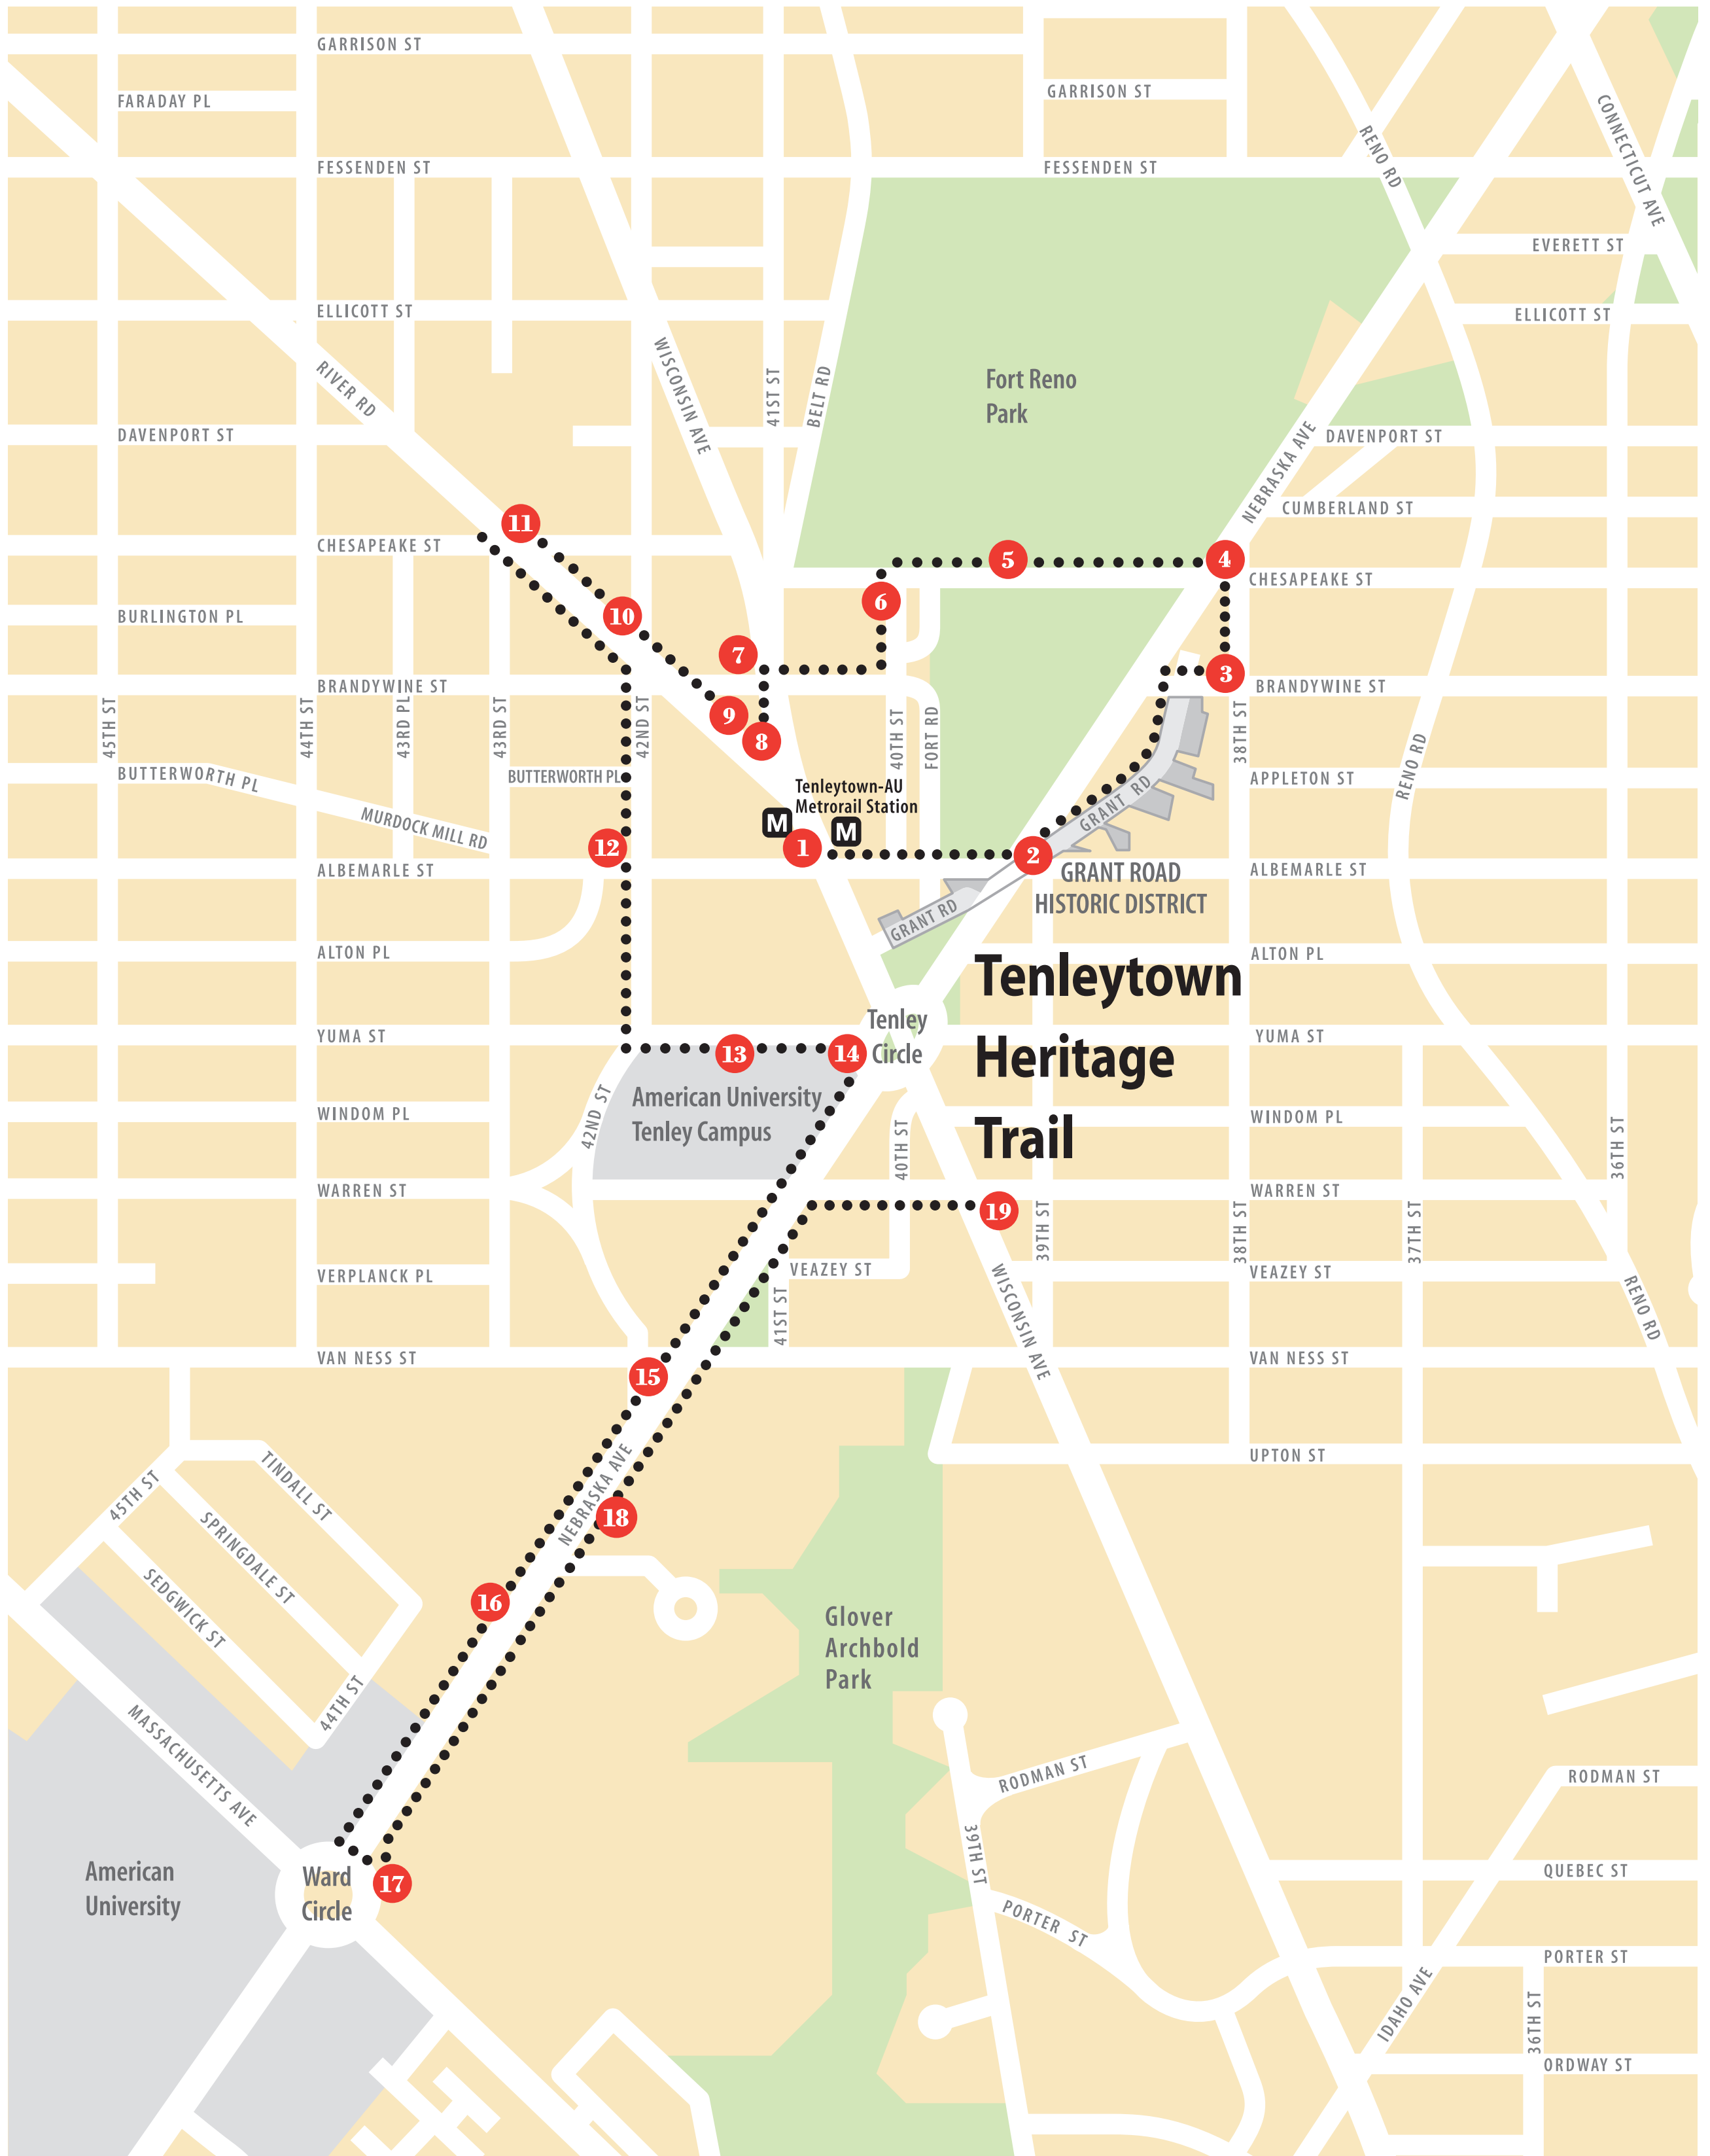 GARRISON ST
GARRISON ST
FARADAY PL
CONNECTICUT AVE
RENO RD
FESSENDEN ST
FESSENDEN ST
EVERETT ST
ELLICOTT ST
ELLICOTT ST
RIVER RD
WISCONSIN AVE
41ST ST
BELT RD
Fort Reno
Park
NEBRASKA AVE
DAVENPORT ST
DAVENPORT ST
CUMBERLAND ST
11
CHESAPEAKE ST
5
4
CHESAPEAKE ST
6
10
BURLINGTON PL
7
3
BRANDYWINE ST
BRANDYWINE ST
9
8
45TH ST
44TH ST
43RD PL
43RD ST
42ND ST
40TH ST
FORT RD
38TH ST
RENO RD
BUTTERWORTH PL
BUTTERWORTH PL
APPLETON ST
Tenleytown-AU
Metrorail Station
M
M
GRANT RD
MURDOCK MILL RD
12
1
2
ALBEMARLE ST
ALBEMARLE ST
GRANT ROAD
HISTORIC DISTRICT
GRANT RD
ALTON PL
ALTON PL
Tenleytown
Heritage
Trail
Tenley
Circle
YUMA ST
YUMA ST
13
14
American University
Tenley Campus
42ND ST
WINDOM PL
WINDOM PL
40TH ST
36TH ST
WARREN ST
WARREN ST
19
39TH ST
38TH ST
37TH ST
VERPLANCK PL
VEAZEY ST
VEAZEY ST
41ST ST
WISCONSIN AVE
RENO RD
VAN NESS ST
VAN NESS ST
15
UPTON ST
NEBRASKA AVE
45TH ST
TINDALL ST
SPRINGDALE ST
SEDGWICK ST
18
16
44TH ST
Glover
Archbold
Park
MASSACHUSETTS AVE
RODMAN ST
RODMAN ST
39TH ST
American
University
Ward
Circle
17
QUEBEC ST
PORTER ST
PORTER ST
IDAHO AVE
36TH ST
ORDWAY ST